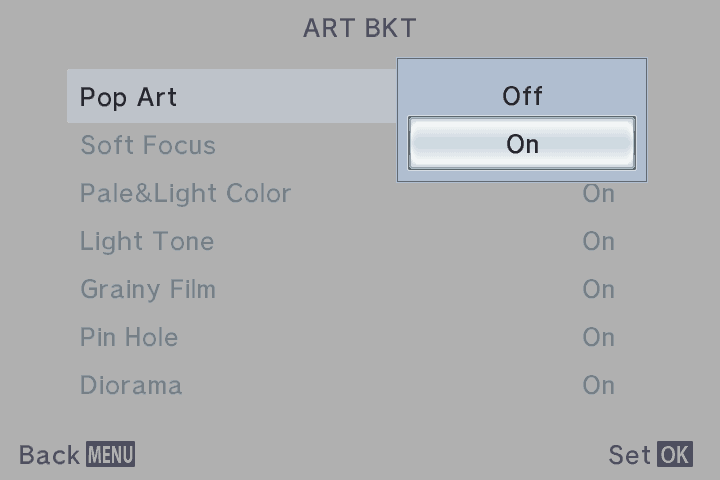 ART BKT
Pop Art
Off
On
Soft Focus
Pale&Light Color On
Light Tone On
Grainy Film On
Pin Hole On
Diorama On
Back MENU Set OK